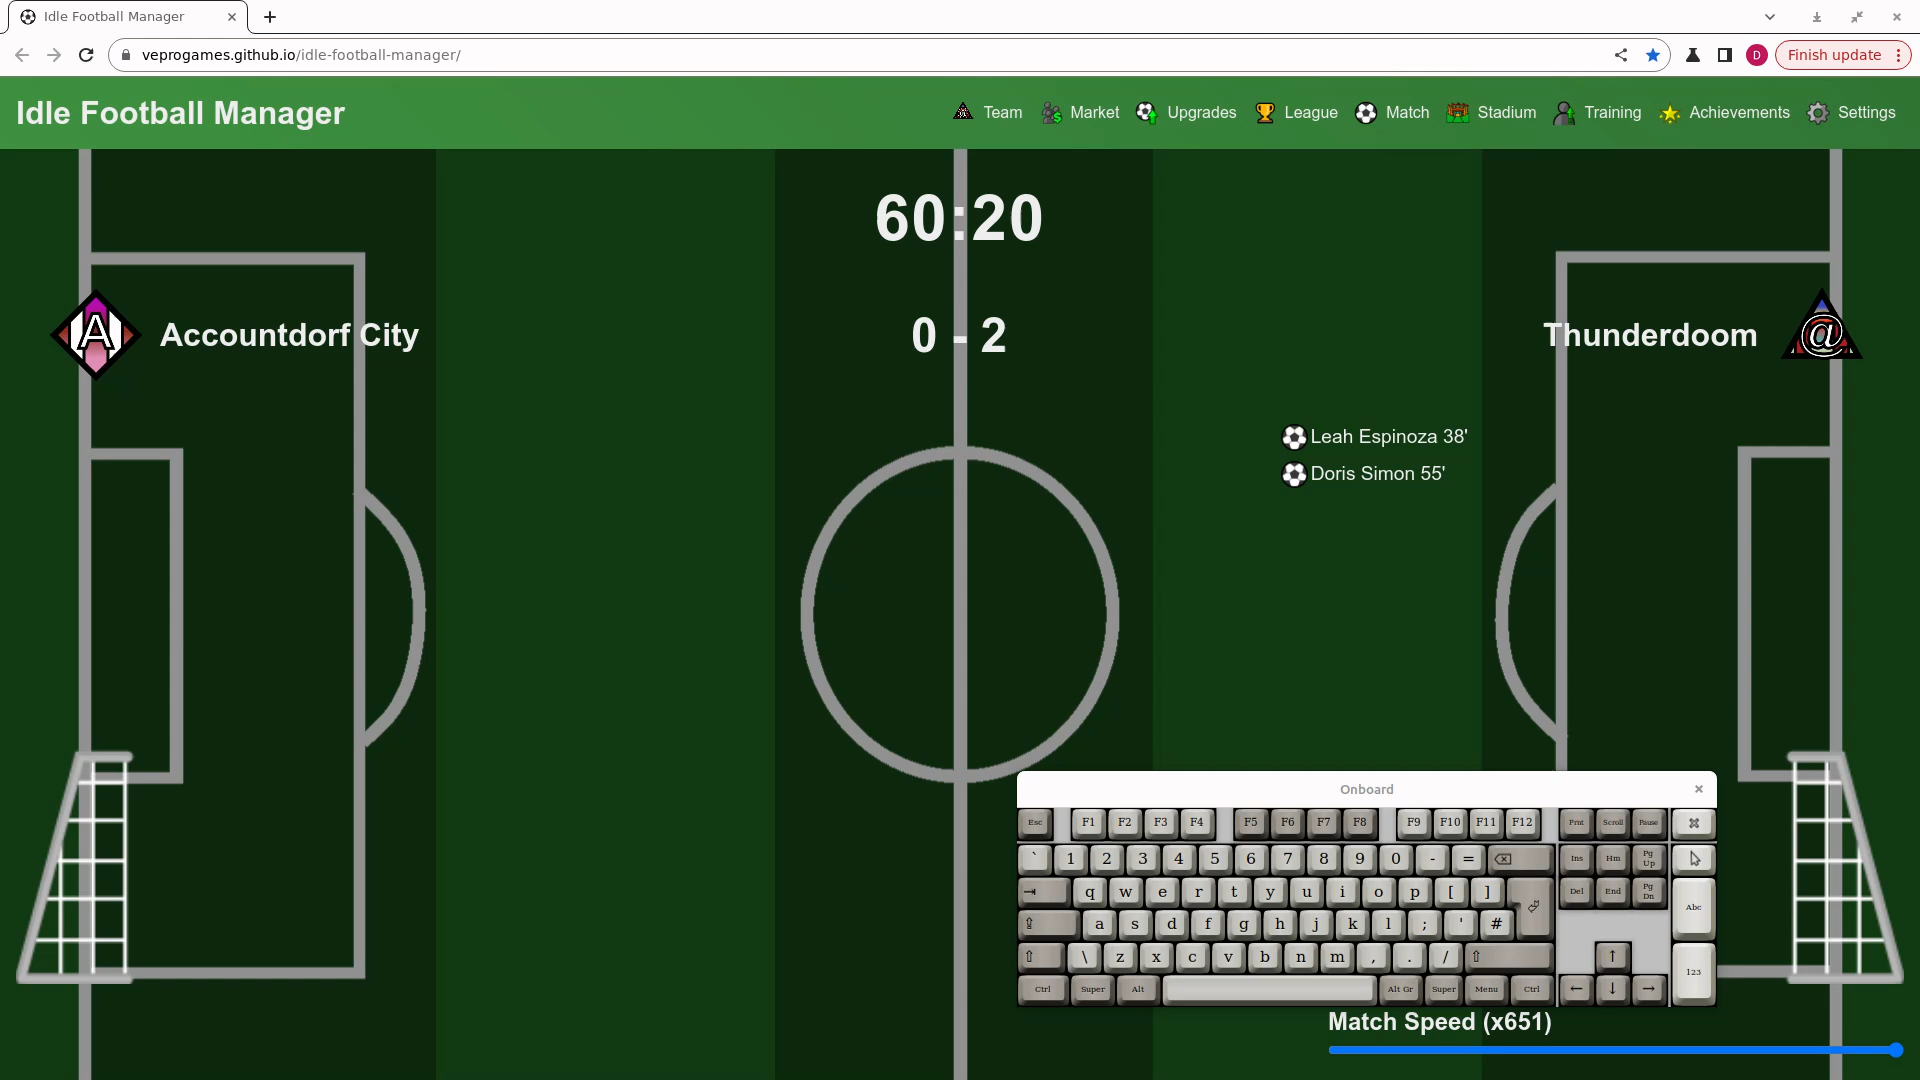 Idle Football Manager
veprogames.github.io/idle-football-manager/
D
Finish update
Idle Football Manager
Team
Market
Upgrades
League
Match
Stadium
Training
Achievements
Settings
60:20
A
Accountdorf City
0 - 2
Thunderdoom
@
Leah Espinoza 38'
Doris Simon 55'
Onboard
Esc F1 F2 F3 F4 F5 F6 F7 F8 F9 F10 F11 F12 Prnt Scroll Pause
` 1 2 3 4 5 6 7 8 9 0 - = Ins Hm Pg Up
q w e r t y u i o p [ ] Del End Pg Dn Abc
a s d f g h j k l ; ' #
\ z x c v b n m , . / ↑ 123
Ctrl Super Alt Alt Gr Super Menu Ctrl ← ↓ →
Match Speed (x651)